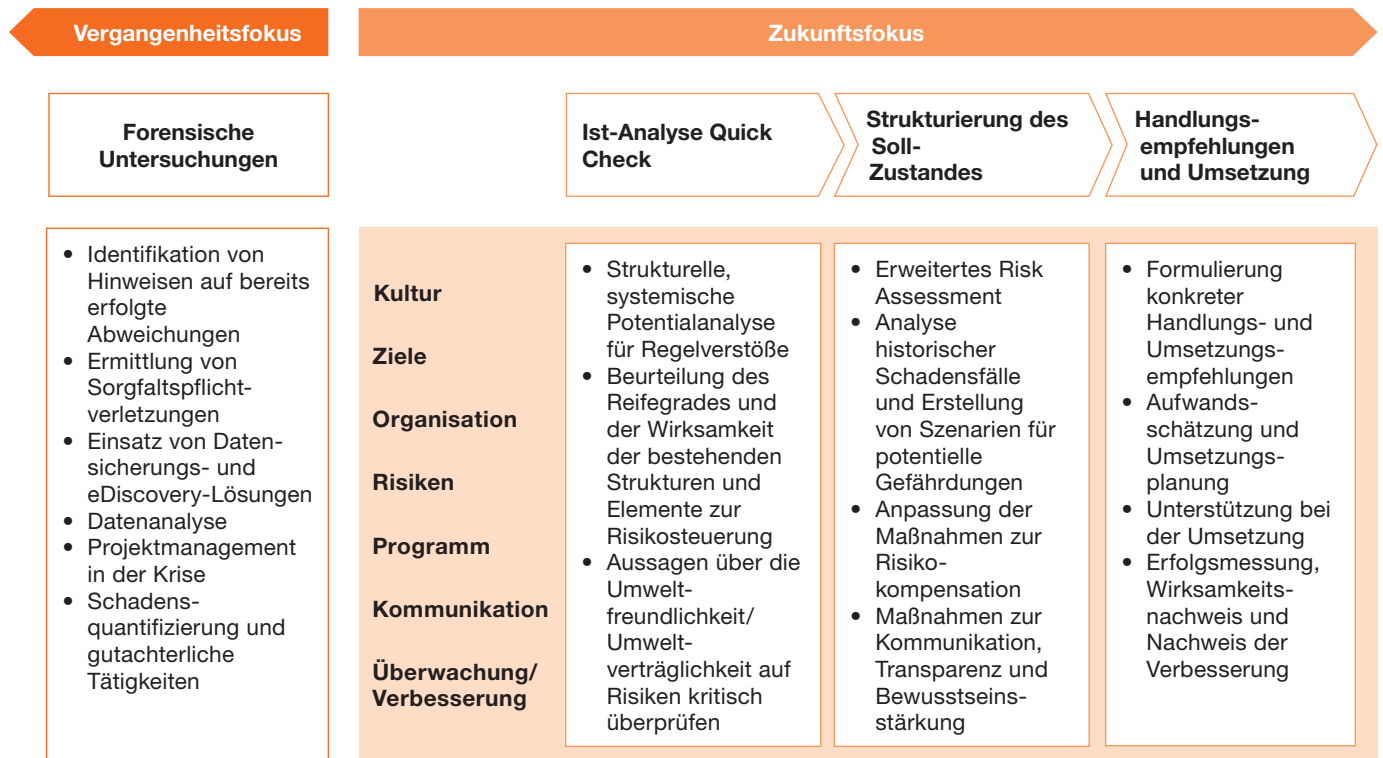 Vergangenheitsfokus
Zukunftsfokus
Forensische
Untersuchungen
Ist-Analyse Quick
Check
Strukturierung des
Soll-
Zustandes
Handlungs-
empfehlungen
und Umsetzung
• Identifikation von
Hinweisen auf bereits
erfolgte
Abweichungen
• Ermittlung von
Sorgfaltspflicht-
verletzungen
• Einsatz von Daten-
sicherungs- und
eDiscovery-Lösungen
• Datenanalyse
• Projektmanagement
in der Krise
• Schadens-
quantifizierung und
gutachterliche
Tätigkeiten
Kultur
Ziele
Organisation
Risiken
Programm
Kommunikation
Überwachung/
Verbesserung
• Strukturelle,
systemische
Potentialanalyse
für Regelverstöße
• Beurteilung des
Reifegrades und
der Wirksamkeit
der bestehenden
Strukturen und
Elemente zur
Risikosteuerung
• Aussagen über die
Umwelt-
freundlichkeit/
Umwelt-
verträglichkeit auf
Risiken kritisch
überprüfen
• Erweitertes Risk
Assessment
• Analyse
historischer
Schadensfälle
und Erstellung
von Szenarien für
potentielle
Gefährdungen
• Anpassung der
Maßnahmen zur
Risiko-
kompensation
• Maßnahmen zur
Kommunikation,
Transparenz und
Bewusstseins-
stärkung
• Formulierung
konkreter
Handlungs- und
Umsetzungs-
empfehlungen
• Aufwands-
schätzung und
Umsetzungs-
planung
• Unterstützung bei
der Umsetzung
• Erfolgsmessung,
Wirksamkeits-
nachweis und
Nachweis der
Verbesserung